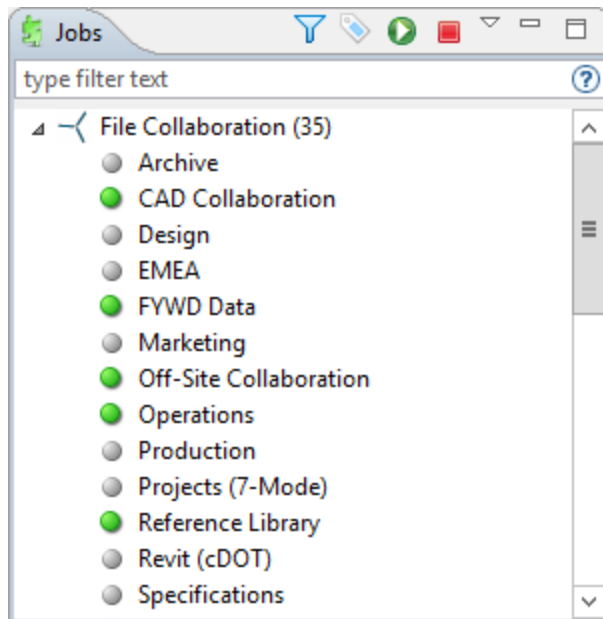 Jobs
type filter text
?
File Collaboration (35)
Archive
CAD Collaboration
Design
EMEA
FYWD Data
Marketing
Off-Site Collaboration
Operations
Production
Projects (7-Mode)
Reference Library
Revit (cDOT)
Specifications